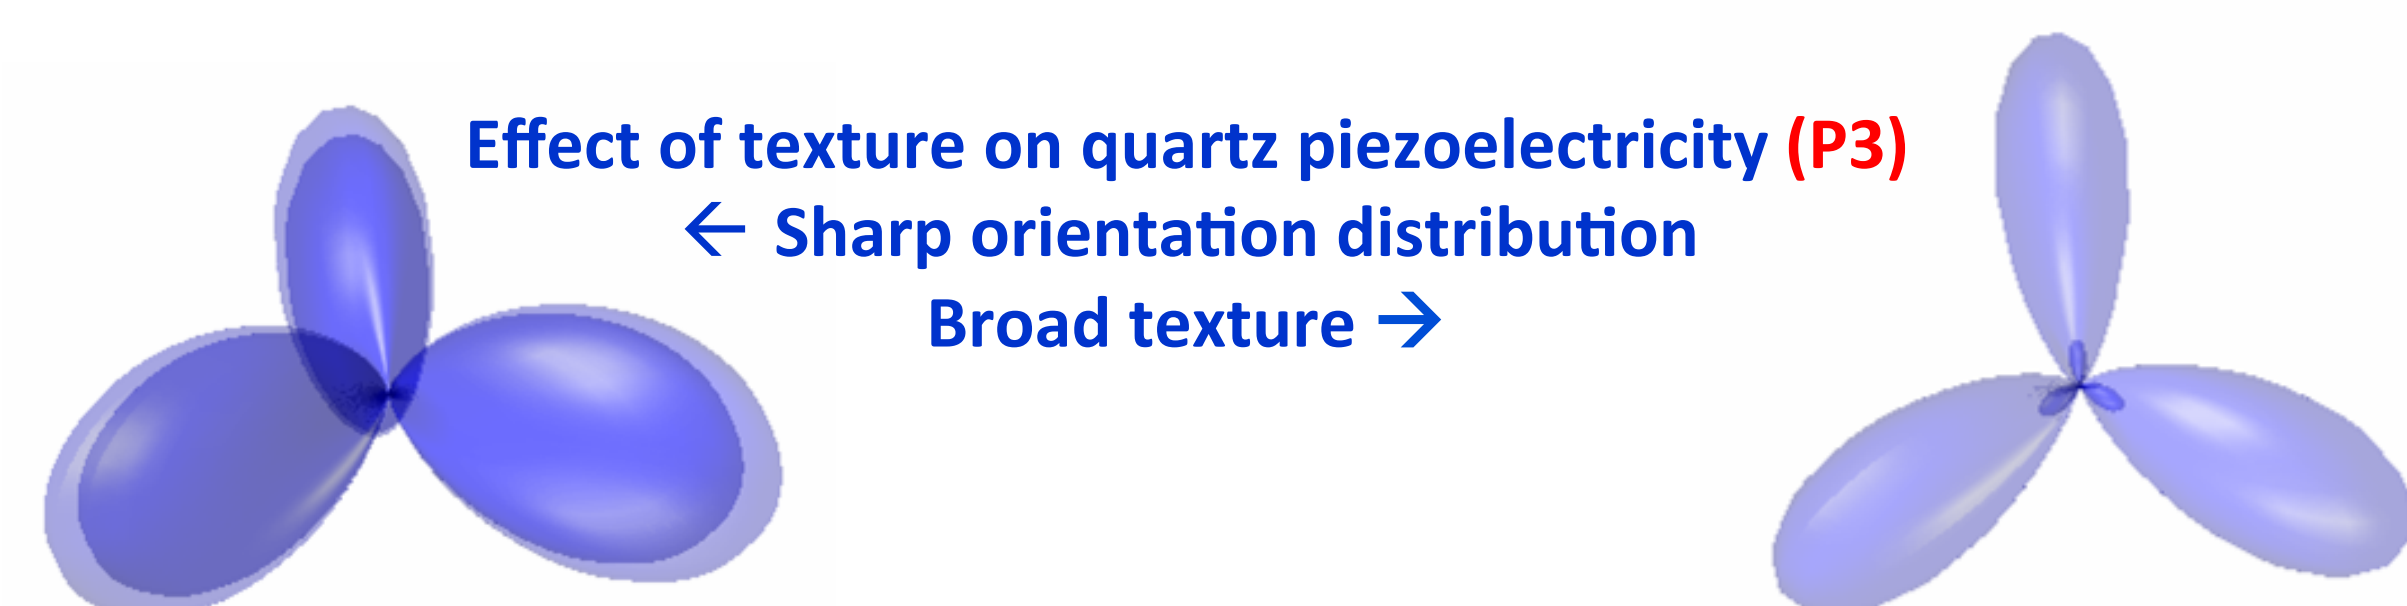 Effect of texture on quartz piezoelectricity (P3)
← Sharp orientation distribution
Broad texture →